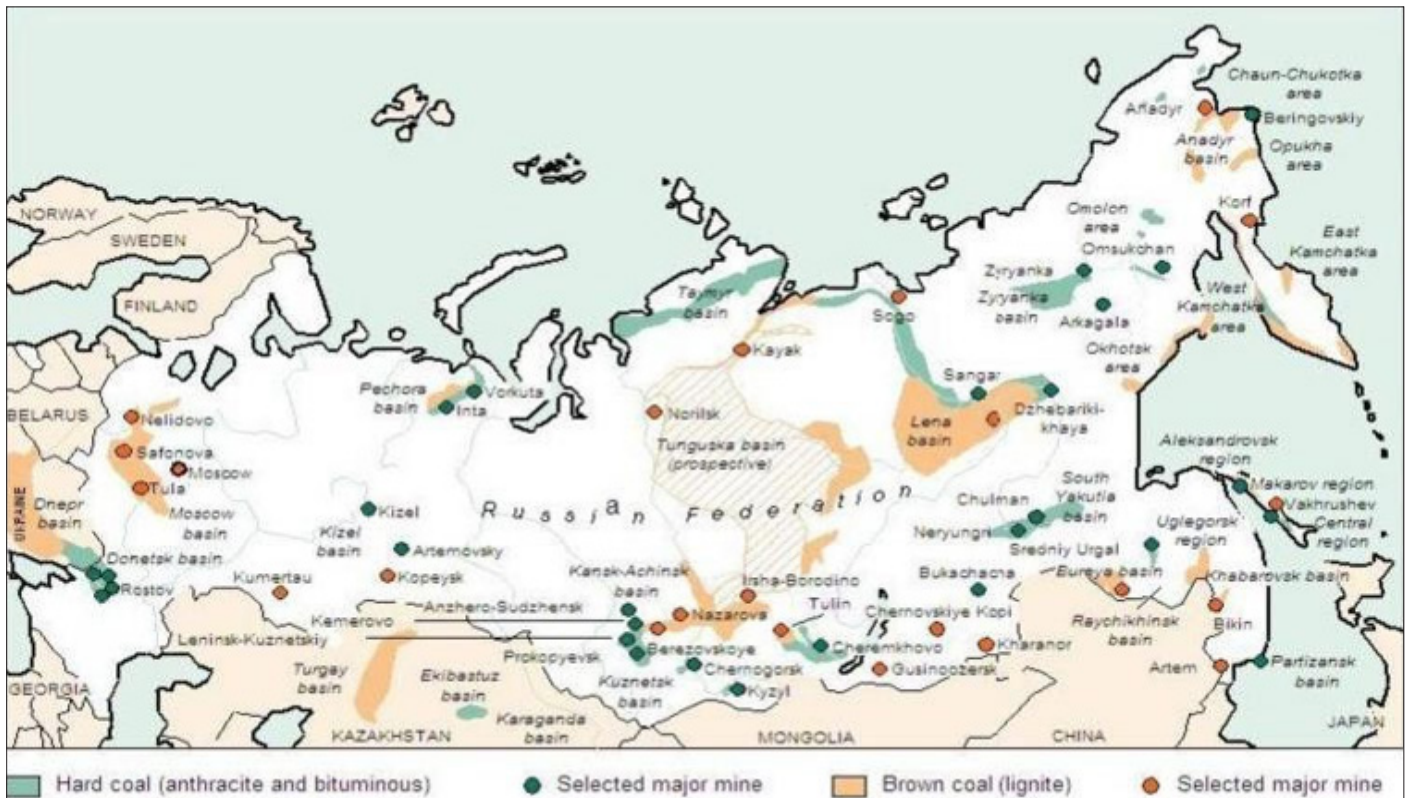 Chaun-Chukotka
area
Anadyr
Beringovskiy
Anadyr
basin
Opukha
area
NORWAY
SWEDEN
FINLAND
Omolon
area
Korf
Omsukchan
East
Kamchatka
area
Zyryanka
Zyryanka
basin
West
Kamchatka
area
Taymyr
basin
Sogo
Arkagala
Okhotsk
area
Kayak
Pechora
basin
Vorkuta
Inta
Sangar
Dzhebariki-
khaya
Lena
basin
BELARUS
Nelidovo
Norilsk
Tunguska basin
(prospective)
Safonova
Moscow
Tula
Moscow
basin
UKRAINE
Dnepr
basin
Aleksandrovsk
region
Makarov region
Vakhrushev
Central
region
South
Yakutia
basin
Chulman
Neryungri
Russian Federation
Kizel
Kizel
basin
Artemovsky
Uglegorsk
region
Sredniy Urgal
Donetsk basin
Rostov
Kumertau
Kopeysk
Kansk-Achinsk
basin
Irsha-Borodino
Bukachacha
Bureya basin
Khabarovsk basin
Anzhero-Sudzhensk
Kemerovo
Nazarova
Tulin
Chernovskiye Kopi
Raychikhinsk
basin
Bikin
Leninsk-Kuznetskiy
Prokopyevsk
Berezovskoye
Cheremkhovo
Kharanor
Kuznetsk
basin
Chernogorsk
Gusinoozersk
Artem
Partizansk
basin
Turgay
basin
Ekibastuz
basin
Kyzyl
GEORGIA
Karaganda
basin
KAZAKHSTAN
MONGOLIA
CHINA
JAPAN
Hard coal (anthracite and bituminous)
Selected major mine
Brown coal (lignite)
Selected major mine